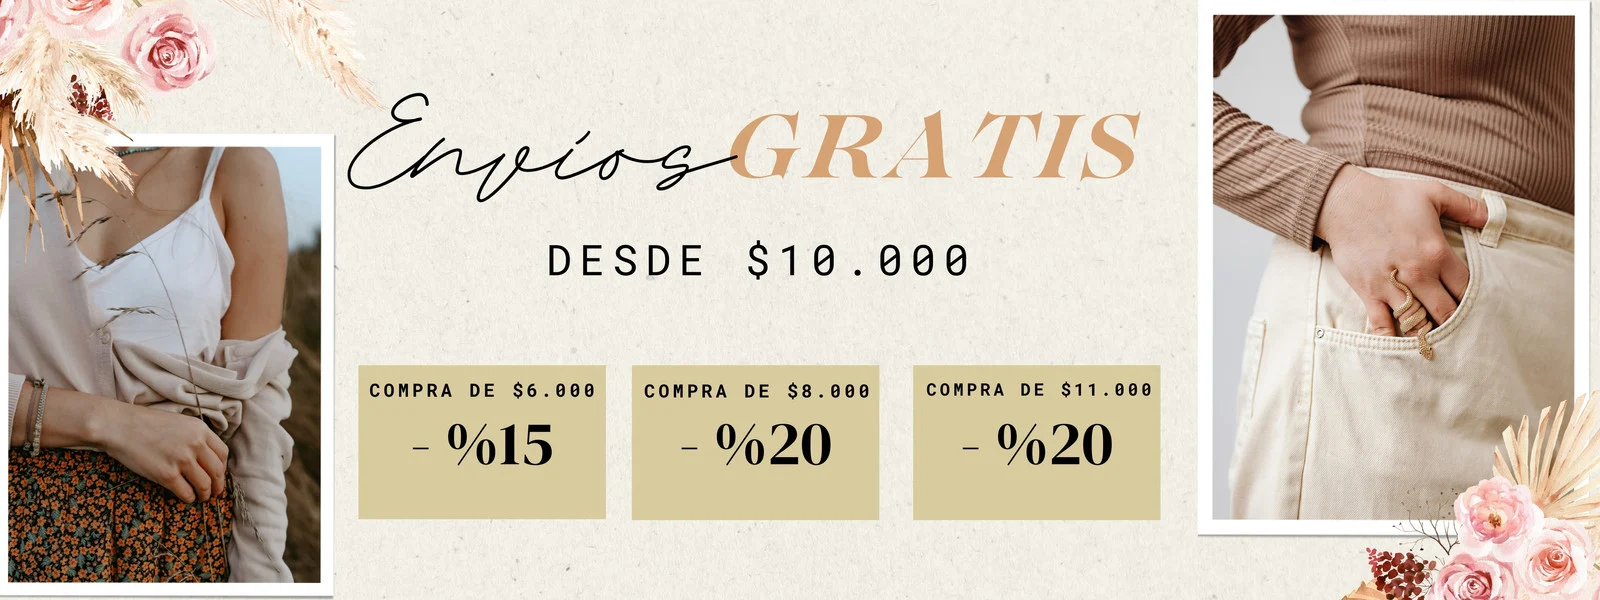 Envíos GRATIS
DESDE $10.000
COMPRA DE $6.000
- %15
COMPRA DE $8.000
- %20
COMPRA DE $11.000
- %20